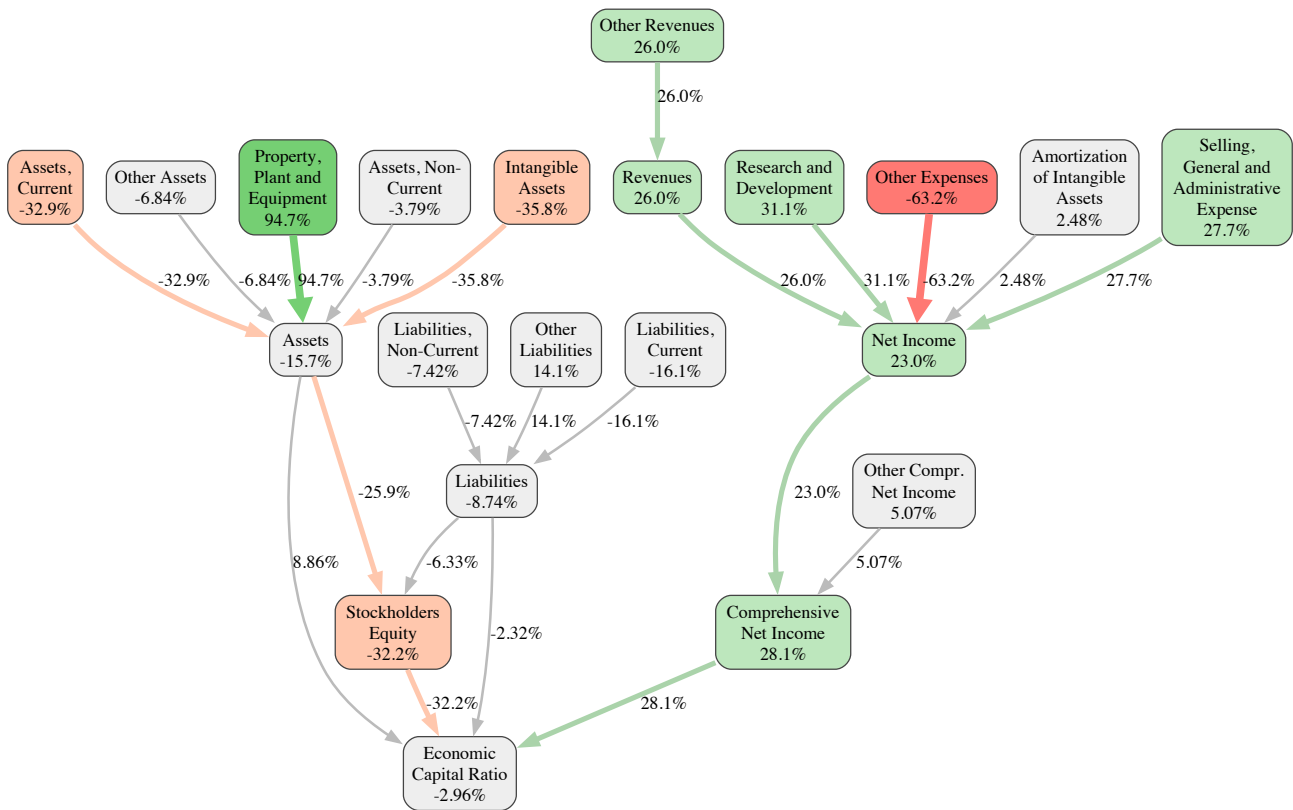 Other Revenues
26.0%
26.0%
Assets,
Current
-32.9%
Other Assets
-6.84%
Property,
Plant and
Equipment
94.7%
Assets, Non-
Current
-3.79%
Intangible
Assets
-35.8%
Revenues
26.0%
Research and
Development
31.1%
Other Expenses
-63.2%
Amortization
of Intangible
Assets
2.48%
Selling,
General and
Administrative
Expense
27.7%
-32.9%
-6.84%
94.7%
-3.79%
-35.8%
26.0%
31.1%
-63.2%
2.48%
27.7%
Assets
-15.7%
Liabilities,
Non-Current
-7.42%
Other
Liabilities
14.1%
Liabilities,
Current
-16.1%
Net Income
23.0%
-7.42%
14.1%
-16.1%
-25.9%
Liabilities
-8.74%
23.0%
Other Compr.
Net Income
5.07%
8.86%
-6.33%
5.07%
Stockholders
Equity
-32.2%
-2.32%
Comprehensive
Net Income
28.1%
-32.2%
28.1%
Economic
Capital Ratio
-2.96%